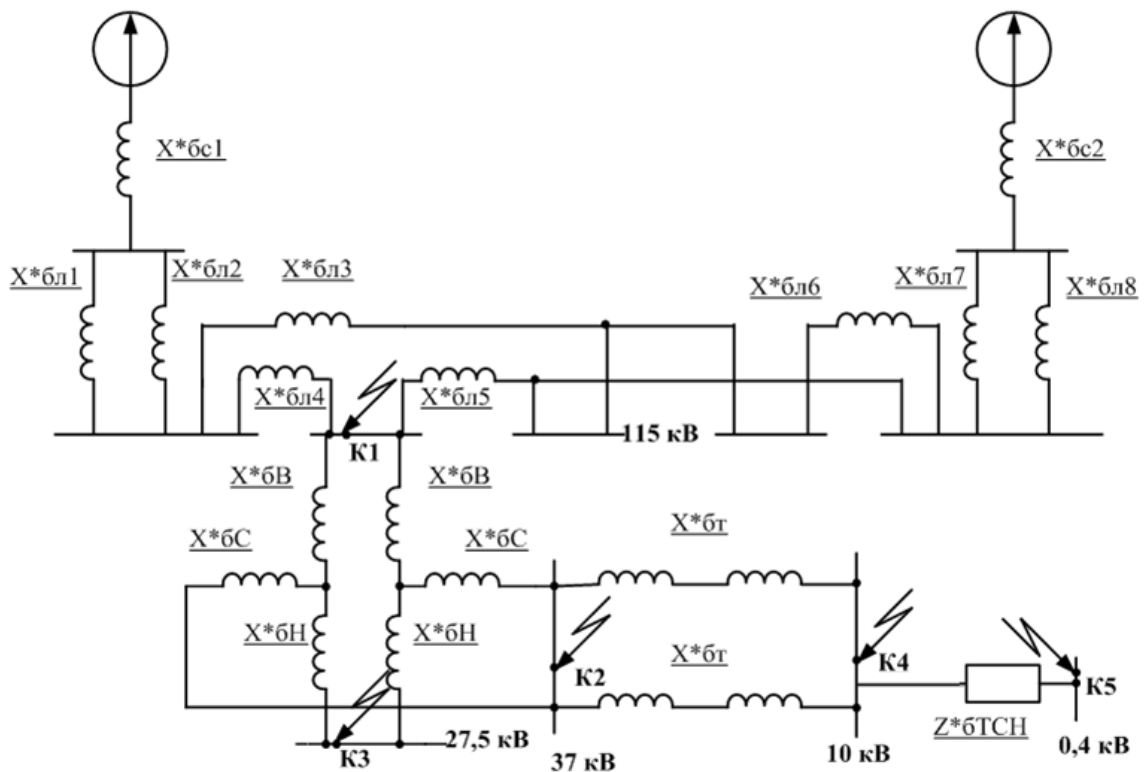 X*бс1
X*бс2
X*бл1
X*бл2
X*бл3
X*бл6
X*бл7
X*бл8
X*бл4
X*бл5
К1
115 кВ
X*бВ
X*бВ
X*бС
X*бС
X*бт
X*бН
X*бН
К2
X*бт
К4
К5
К3
27,5 кВ
37 кВ
10 кВ
Z*бТСН
0,4 кВ